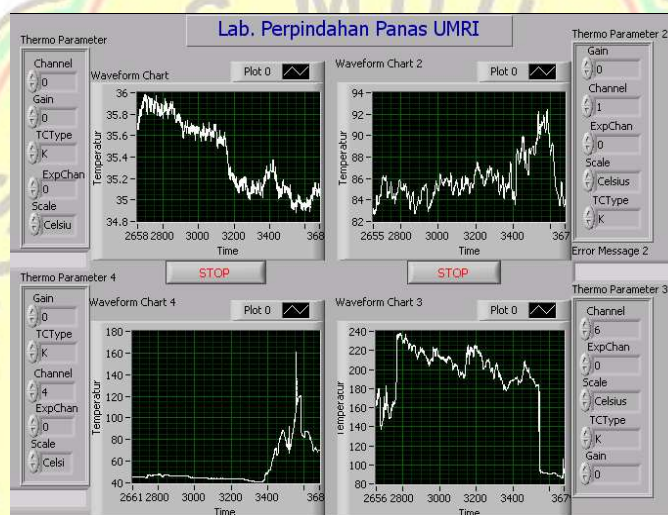 Lab. Perpindahan Panas UMRI
Thermo Parameter
Channel
0
Gain
0
TCType
K
ExpChan
0
Scale
Celsiu
Waveform Chart
Plot 0
Temperatur
36
35.8
35.6
35.4
35.2
35
34.8
2658 2800 3000 3200 3400 368
Time
STOP
Waveform Chart 2
Plot 0
Temperatur
94
92
90
88
86
84
82
2655 2800 3000 3200 3400 367
Time
STOP
Thermo Parameter 2
Gain
0
Channel
1
ExpChan
0
Scale
Celsius
TCType
K
Error Message 2
Thermo Parameter 4
Gain
0
TCType
K
Channel
4
ExpChan
0
Scale
Celsi
Waveform Chart 4
Plot 0
Temperatur
180
160
140
120
100
80
60
40
2661 2800 3000 3200 3400 368
Time
Waveform Chart 3
Plot 0
Temperatur
240
220
200
180
160
140
120
100
80
2656 2800 3000 3200 3400 367
Time
Thermo Parameter 3
Channel
6
ExpChan
0
Scale
Celsius
TCType
K
Gain
0